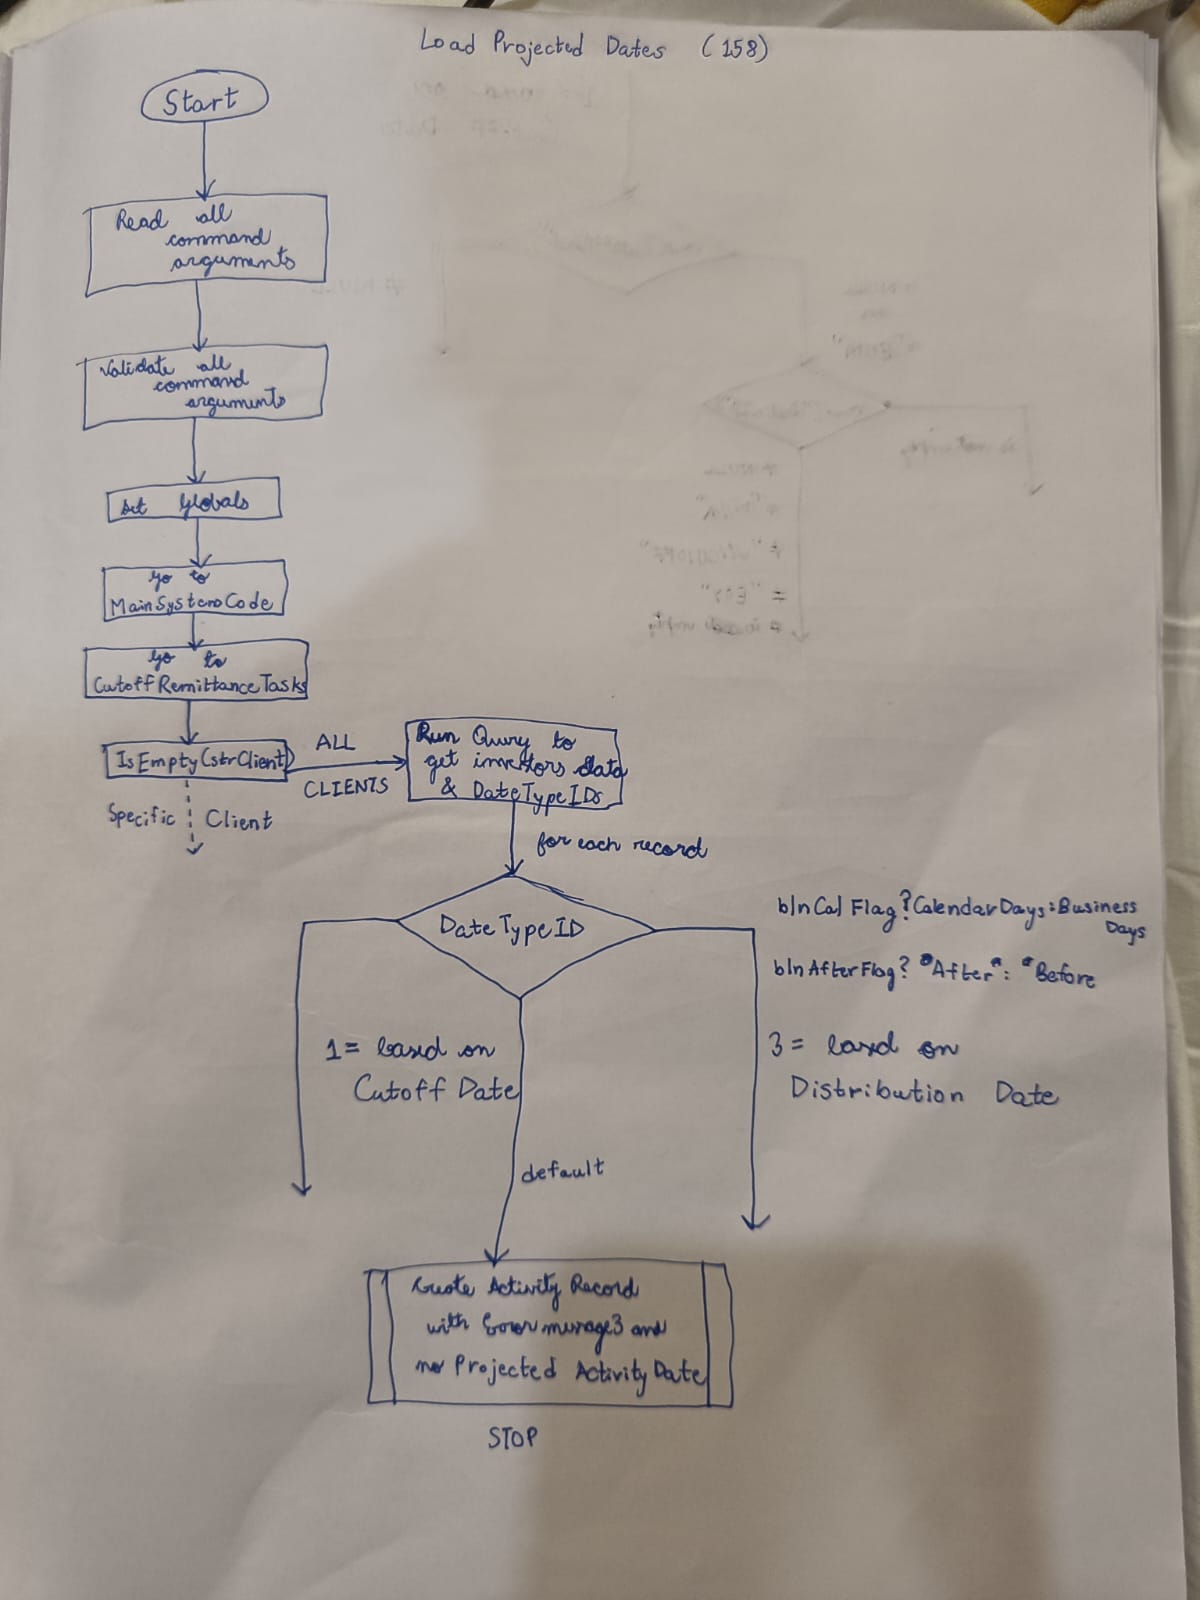 Load Projected Dates (158)
Start
Read all
command
arguments
Validate all
command
arguments
Set Globals
Go to
MainSystemCode
Go to
CutoffRemittanceTasks
IsEmpty(strClient)
ALL
CLIENTS
Run Query to
get investors data
& DateTypeIDs
Specific Client
for each record
DateTypeID
blnCalFlag?CalendarDays:Business
Days
blnAfterFlag? "After": "Before
1= based on
Cutoff Date
3= based on
Distribution Date
default
Create Activity Record
with Error message3 and
no Projected Activity Date
STOP